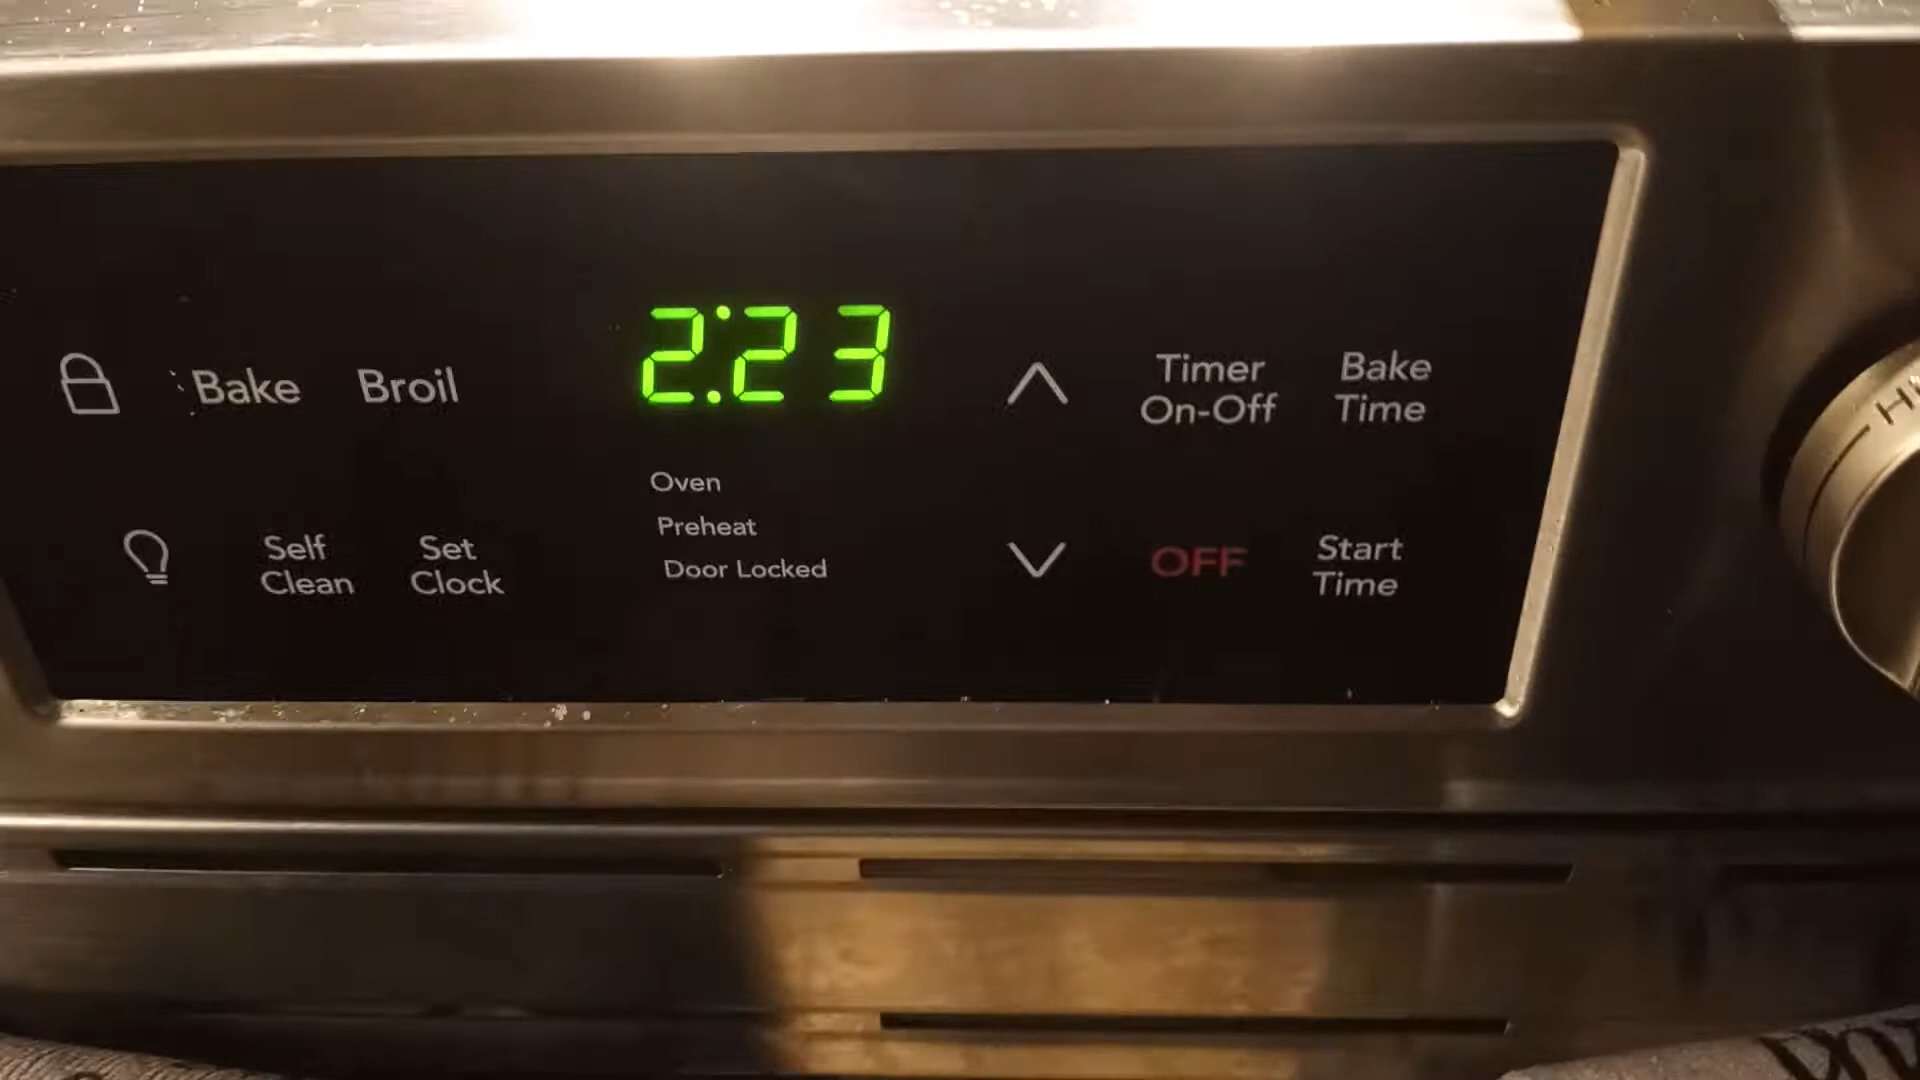 2:23
Bake
Broil
Timer
On-Off
Bake
Time
Oven
Preheat
Door Locked
Self
Clean
Set
Clock
OFF
Start
Time